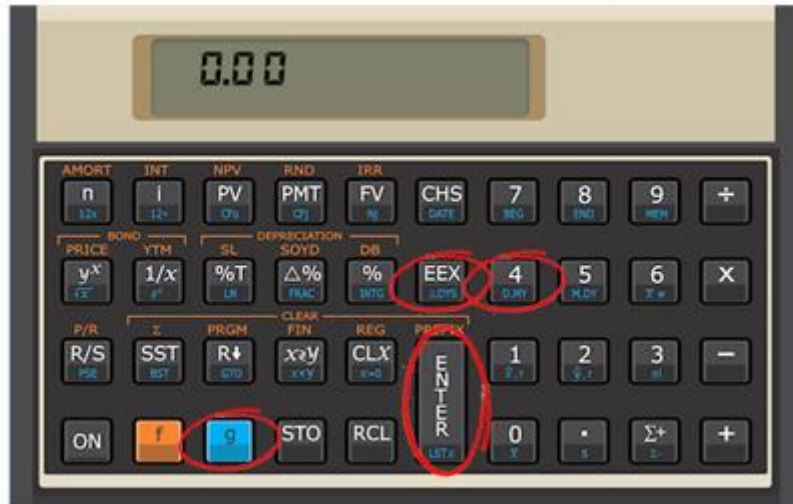 0.00
AMORT INT NPV RND IRR
n i PV PMT FV CHS 7 8 9 ÷
12x 12÷ CFo CFj Nj DATE BEG END MEM
BOND DEPRECIATION
PRICE YTM SL SOYD DB
yˣ 1/x %T △% % EEX 4 5 6 X
√x eˣ LN FRAC INTG △DYS D.MY M.DY
CLEAR
P/R Σ PRGM FIN REG PREFIX
R/S SST R↓ x≷y CLX ENTER 1 2 3 −
PSE BST GTO x≤y x=0 n!
ON f g STO RCL 0 • Σ+ +
LSTx s Σ-